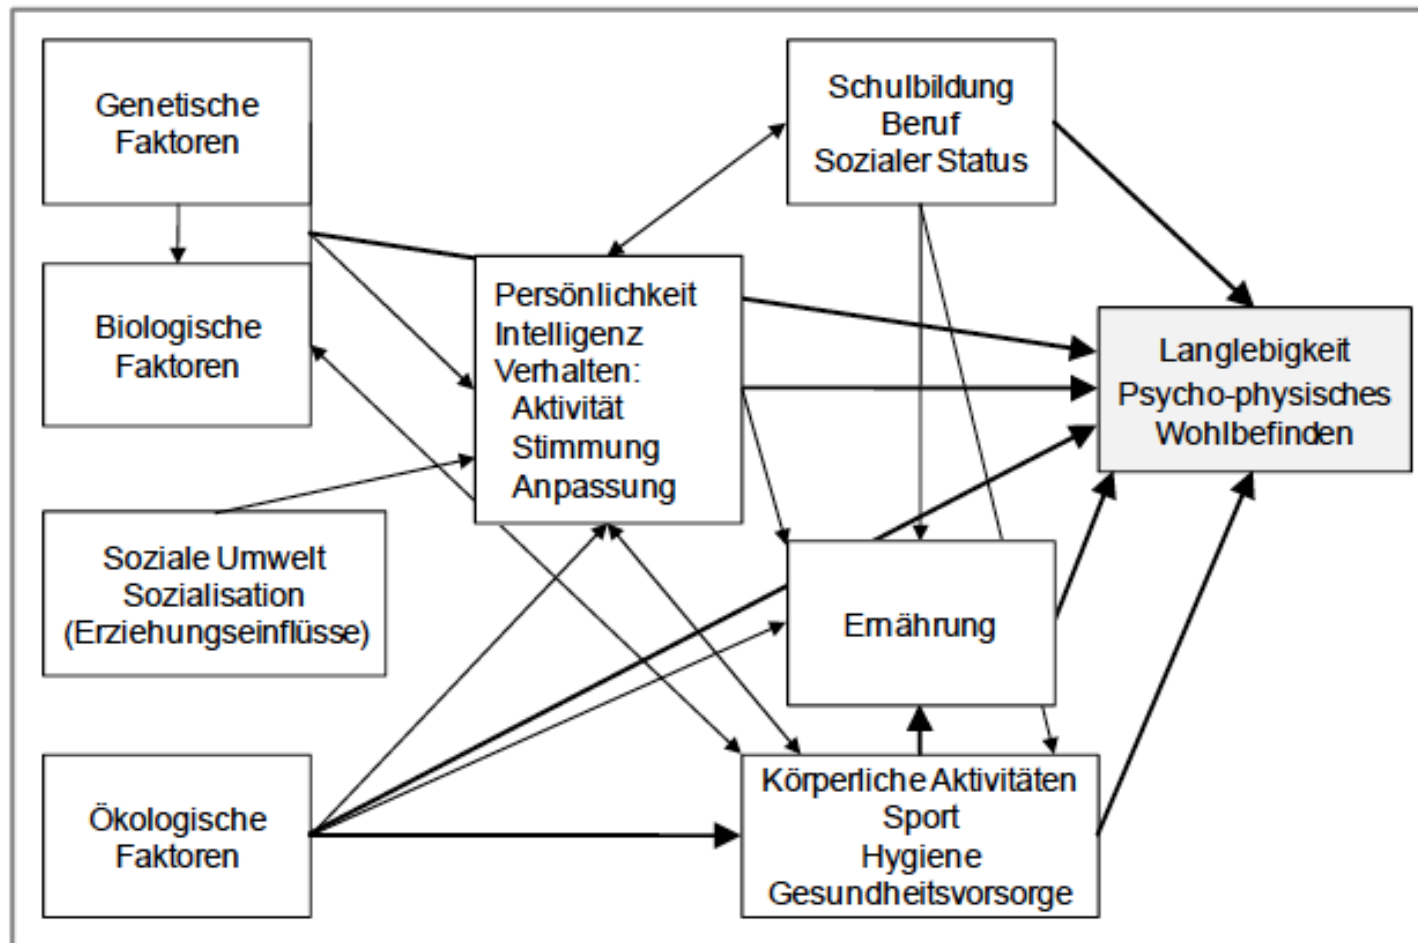 Genetische
Faktoren
Schulbildung
Beruf
Sozialer Status
Biologische
Faktoren
Persönlichkeit
Intelligenz
Verhalten:
Aktivität
Stimmung
Anpassung
Langlebigkeit
Psycho-physisches
Wohlbefinden
Soziale Umwelt
Sozialisation
(Erziehungseinflüsse)
Ernährung
Ökologische
Faktoren
Körperliche Aktivitäten
Sport
Hygiene
Gesundheitsvorsorge